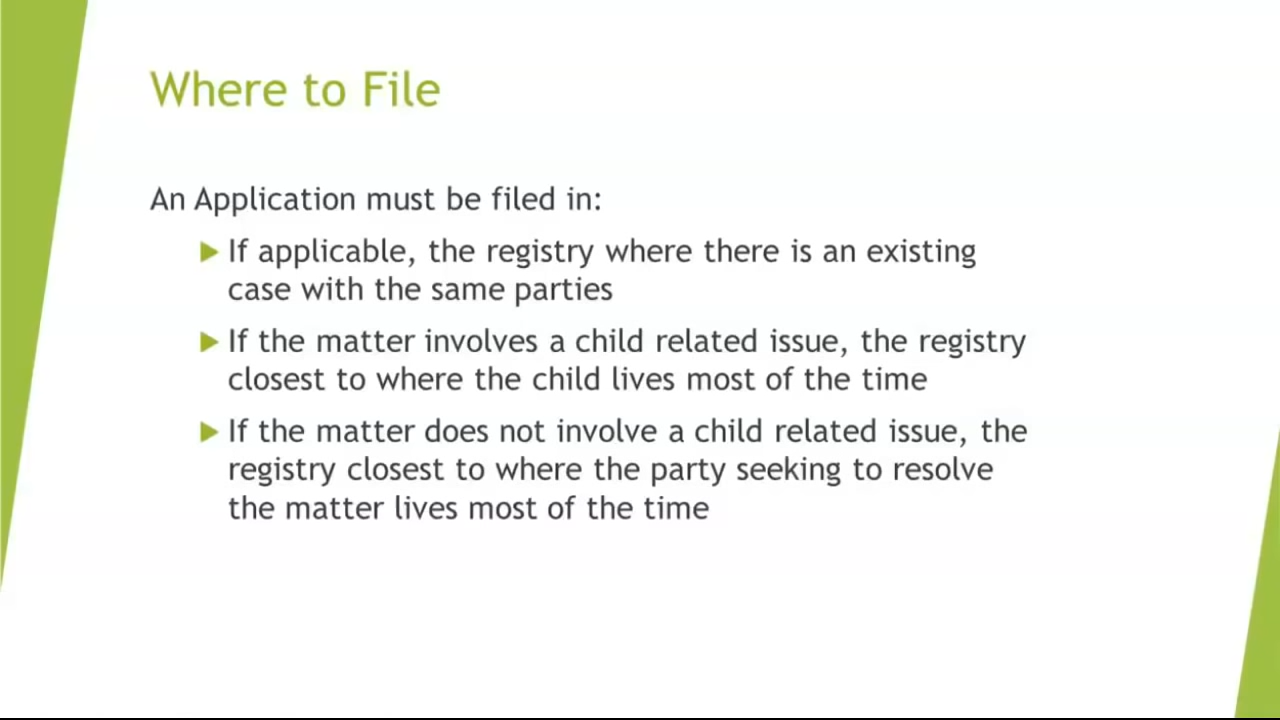 Where to File
An Application must be filed in:
If applicable, the registry where there is an existing
case with the same parties
If the matter involves a child related issue, the registry
closest to where the child lives most of the time
If the matter does not involve a child related issue, the
registry closest to where the party seeking to resolve
the matter lives most of the time